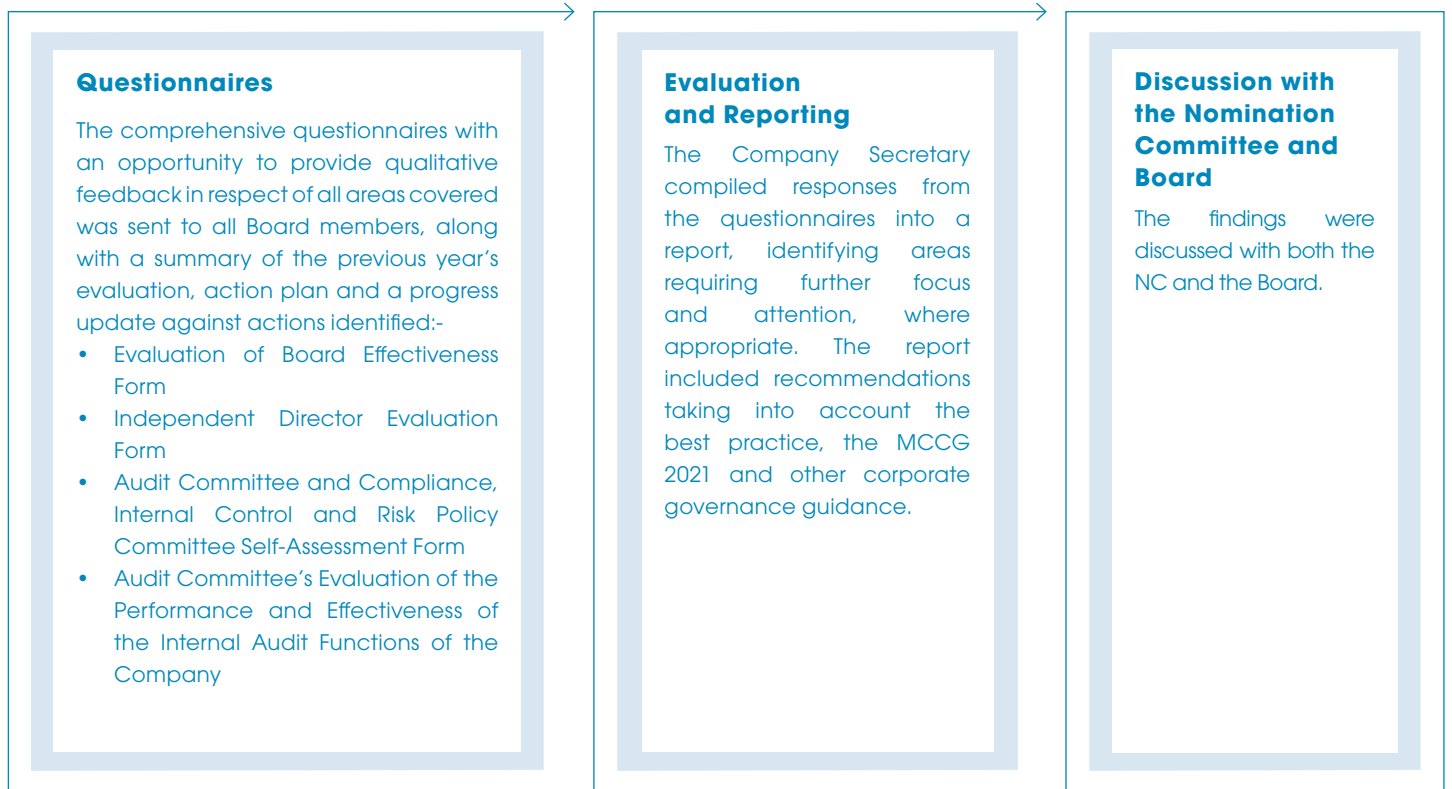 Questionnaires
The comprehensive questionnaires with
an opportunity to provide qualitative
feedback in respect of all areas covered
was sent to all Board members, along
with a summary of the previous year’s
evaluation, action plan and a progress
update against actions identified:-
• Evaluation of Board Effectiveness
Form
• Independent Director Evaluation
Form
• Audit Committee and Compliance,
Internal Control and Risk Policy
Committee Self-Assessment Form
• Audit Committee’s Evaluation of the
Performance and Effectiveness of
the Internal Audit Functions of the
Company
Evaluation
and Reporting
The Company Secretary
compiled responses from
the questionnaires into a
report, identifying areas
requiring further focus
and attention, where
appropriate. The report
included recommendations
taking into account the
best practice, the MCCG
2021 and other corporate
governance guidance.
Discussion with
the Nomination
Committee and
Board
The findings were
discussed with both the
NC and the Board.